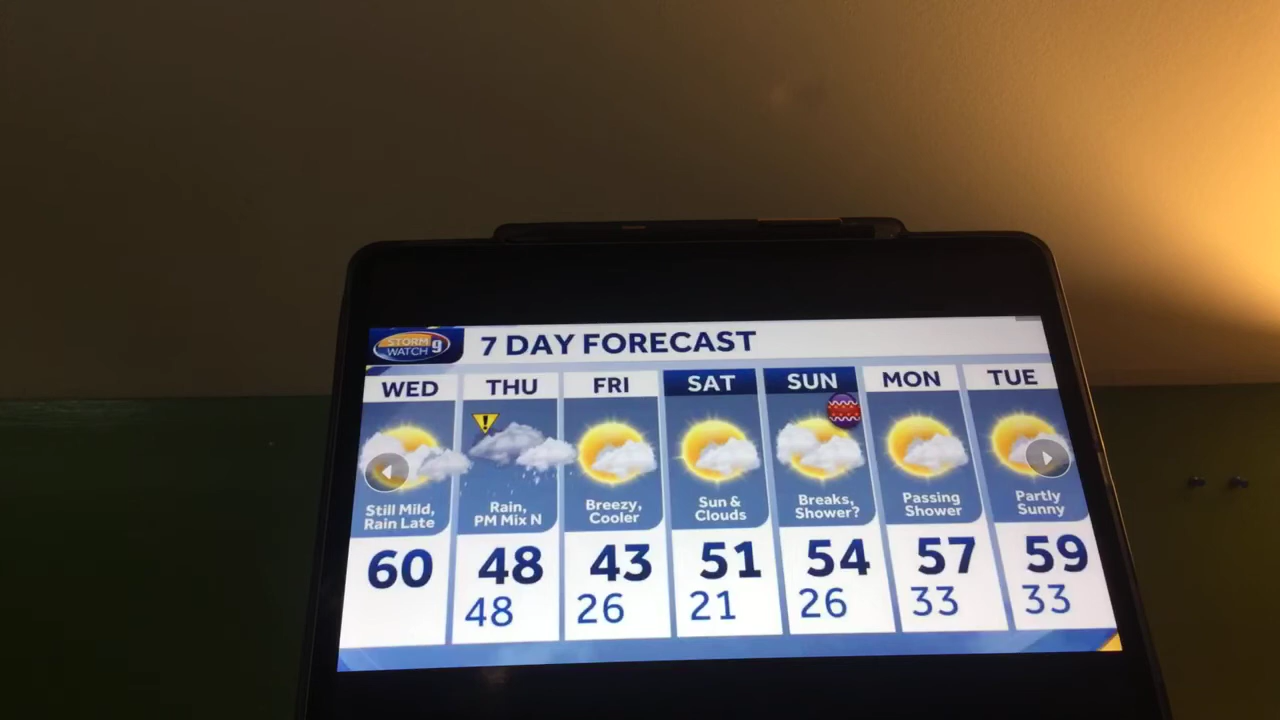 STORM
WATCH 9
7 DAY FORECAST
WED
THU
FRI
SAT
SUN
MON
TUE
!
Still Mild,
Rain Late
Rain,
PM Mix N
Breezy,
Cooler
Sun &
Clouds
Breaks,
Shower?
Passing
Shower
Partly
Sunny
60
48
43
51
54
57
59
48
26
21
26
33
33